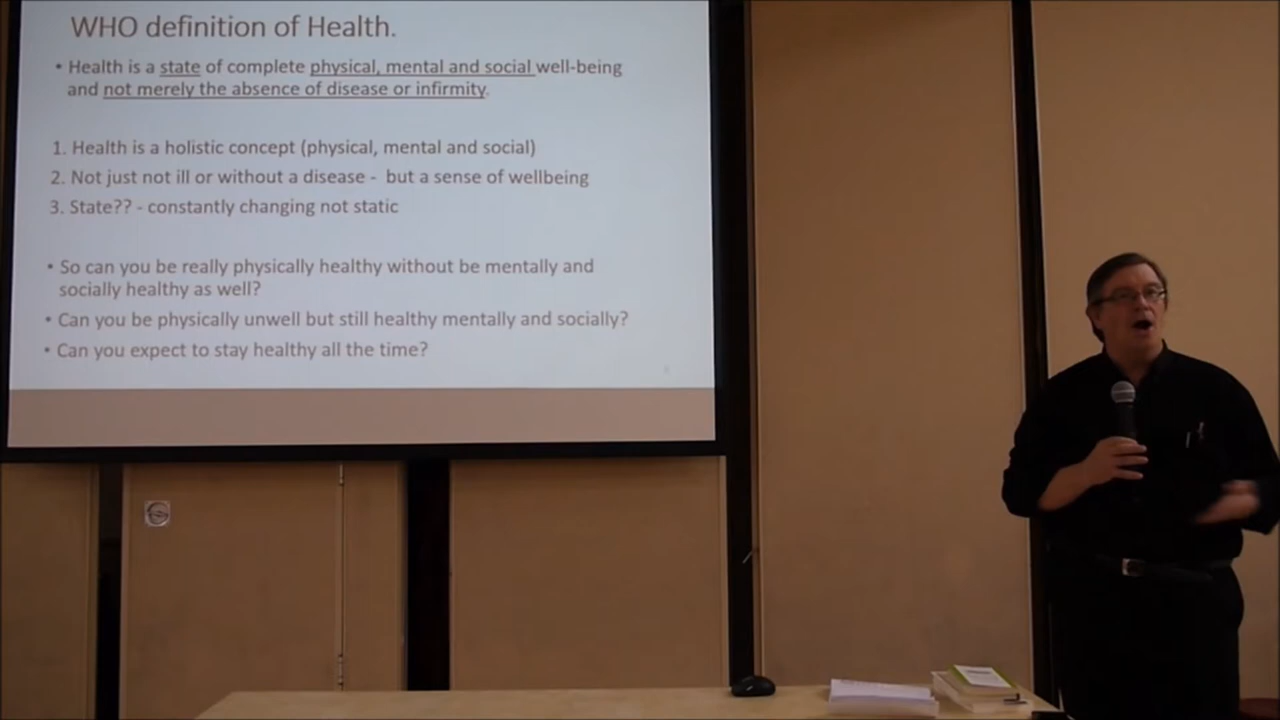 WHO definition of Health.
• Health is a state of complete physical, mental and social well-being
and not merely the absence of disease or infirmity.
1. Health is a holistic concept (physical, mental and social)
2. Not just not ill or without a disease - but a sense of wellbeing
3. State?? - constantly changing not static
• So can you be really physically healthy without be mentally and
socially healthy as well?
• Can you be physically unwell but still healthy mentally and socially?
• Can you expect to stay healthy all the time?